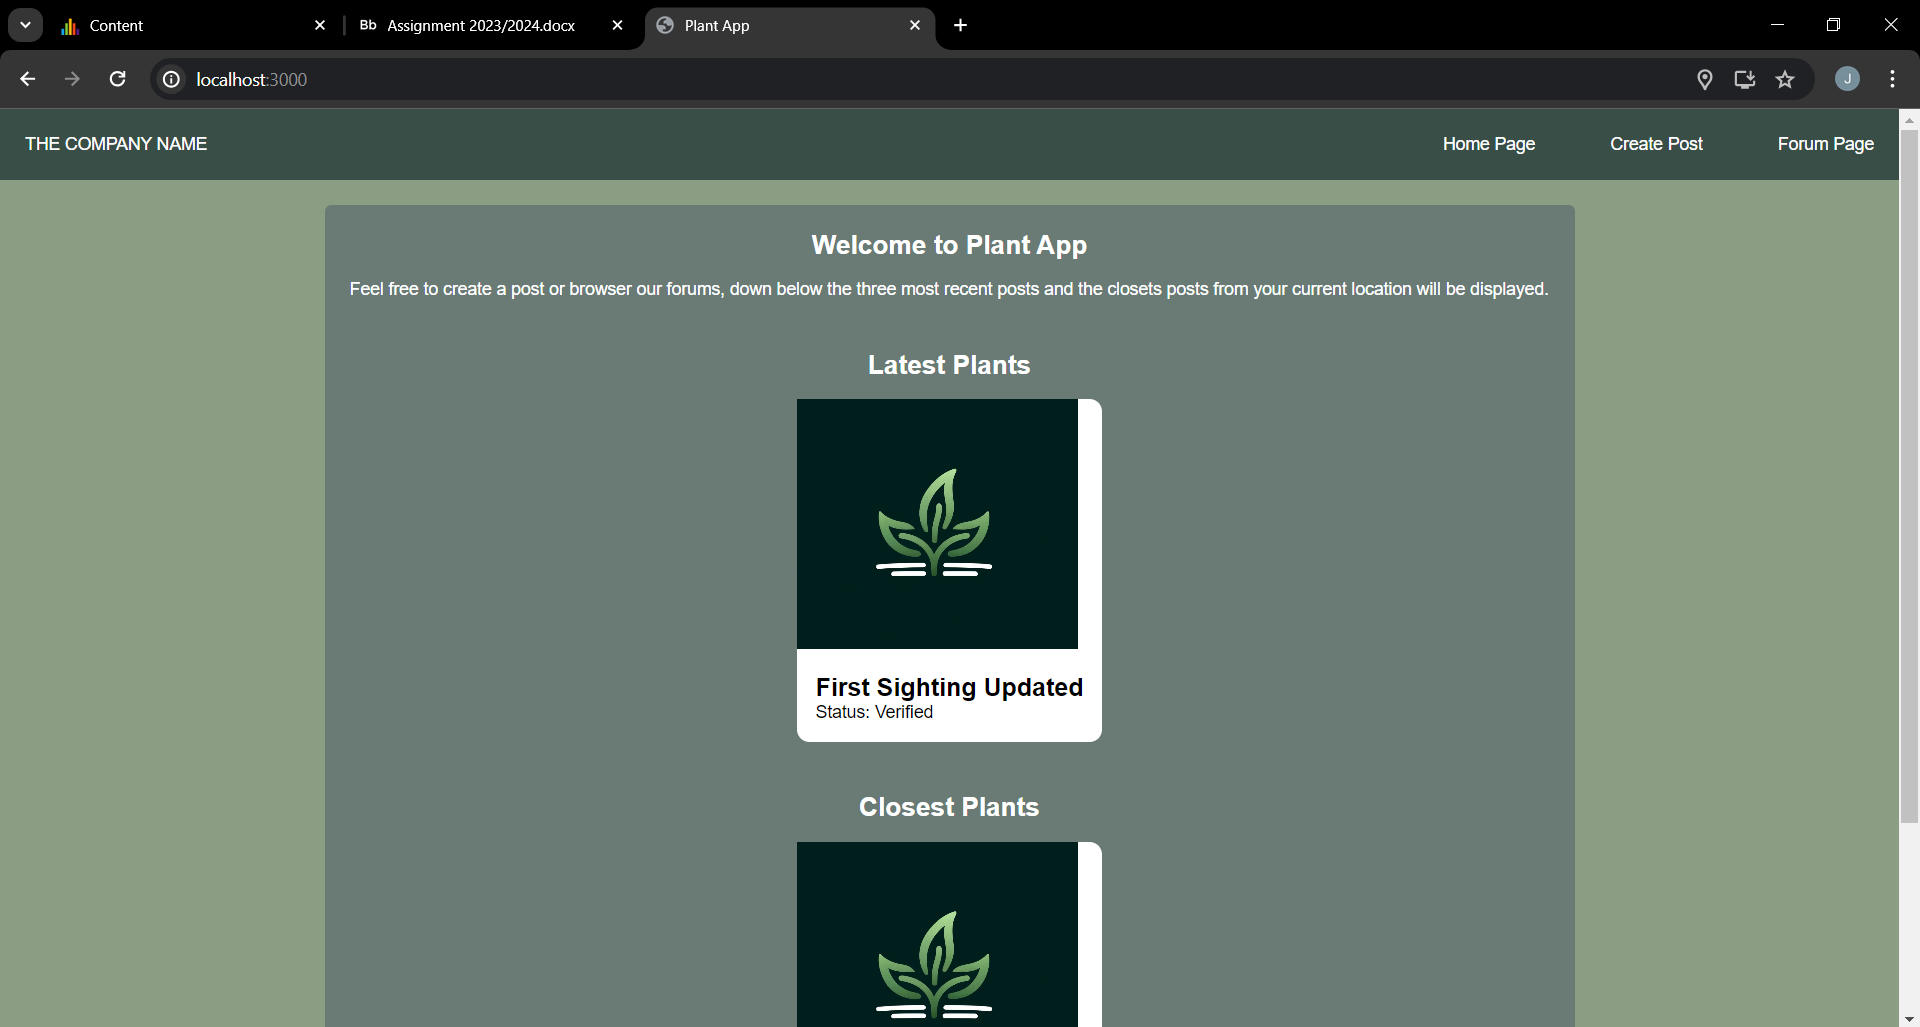 Content
Bb Assignment 2023/2024.docx
Plant App
localhost:3000
J
THE COMPANY NAME
Home Page
Create Post
Forum Page
Welcome to Plant App
Feel free to create a post or browser our forums, down below the three most recent posts and the closets posts from your current location will be displayed.
Latest Plants
First Sighting Updated
Status: Verified
Closest Plants